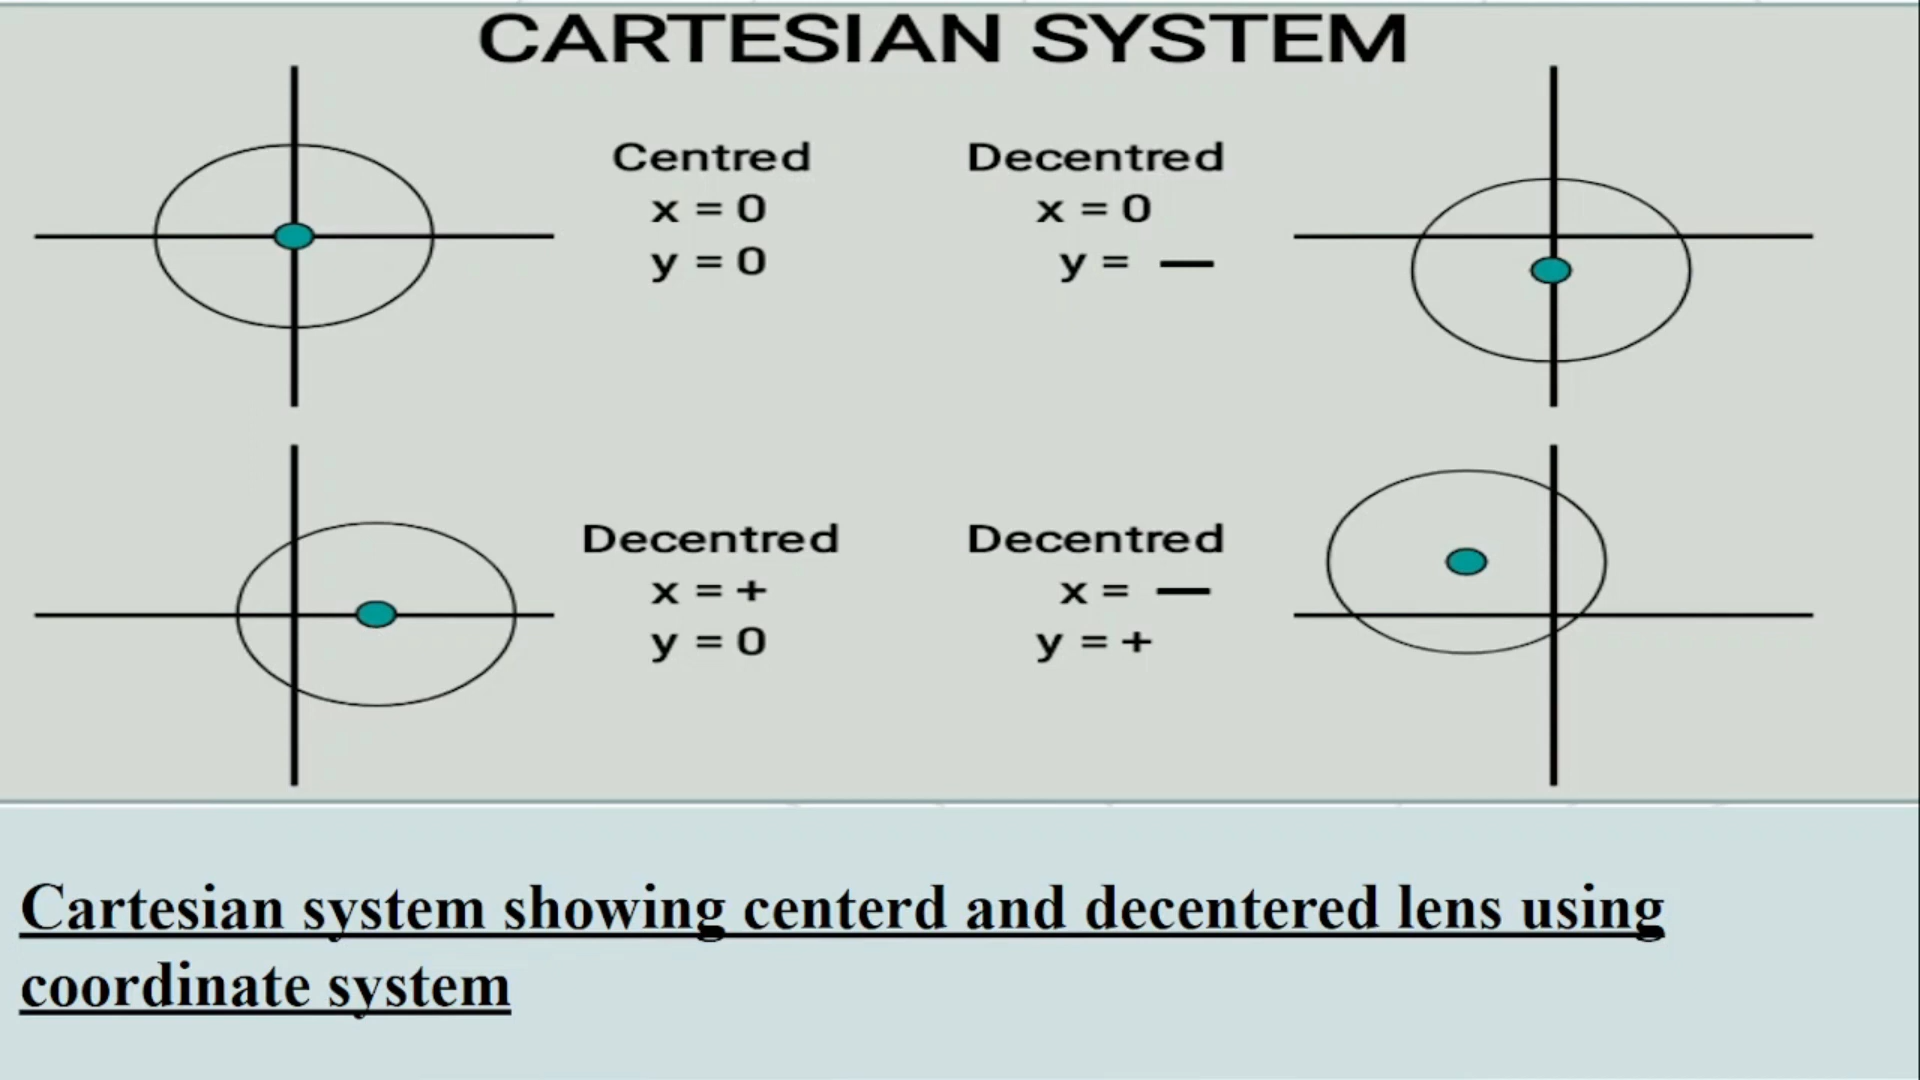 CARTESIAN SYSTEM
Centred
x = 0
y = 0
Decentred
x = 0
y = —
Decentred
x = +
y = 0
Decentred
x = —
y = +
Cartesian system showing centerd and decentered lens using
coordinate system